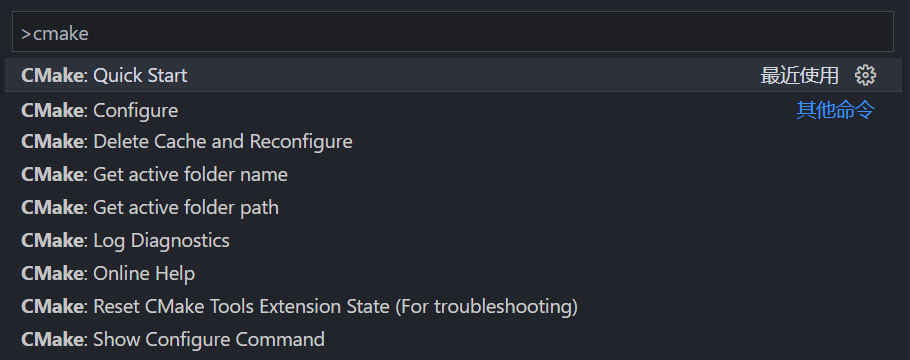 >cmake
CMake: Quick Start 最近使用
CMake: Configure 其他命令
CMake: Delete Cache and Reconfigure
CMake: Get active folder name
CMake: Get active folder path
CMake: Log Diagnostics
CMake: Online Help
CMake: Reset CMake Tools Extension State (For troubleshooting)
CMake: Show Configure Command